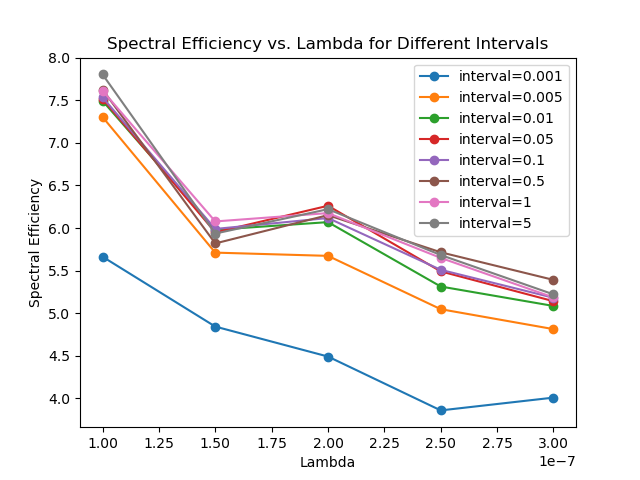 Spectral Efficiency vs. Lambda for Different Intervals
Spectral Efficiency
8.0
7.5
7.0
6.5
6.0
5.5
5.0
4.5
4.0
interval=0.001
interval=0.005
interval=0.01
interval=0.05
interval=0.1
interval=0.5
interval=1
interval=5
1.00 1.25 1.50 1.75 2.00 2.25 2.50 2.75 3.00
Lambda
1e−7